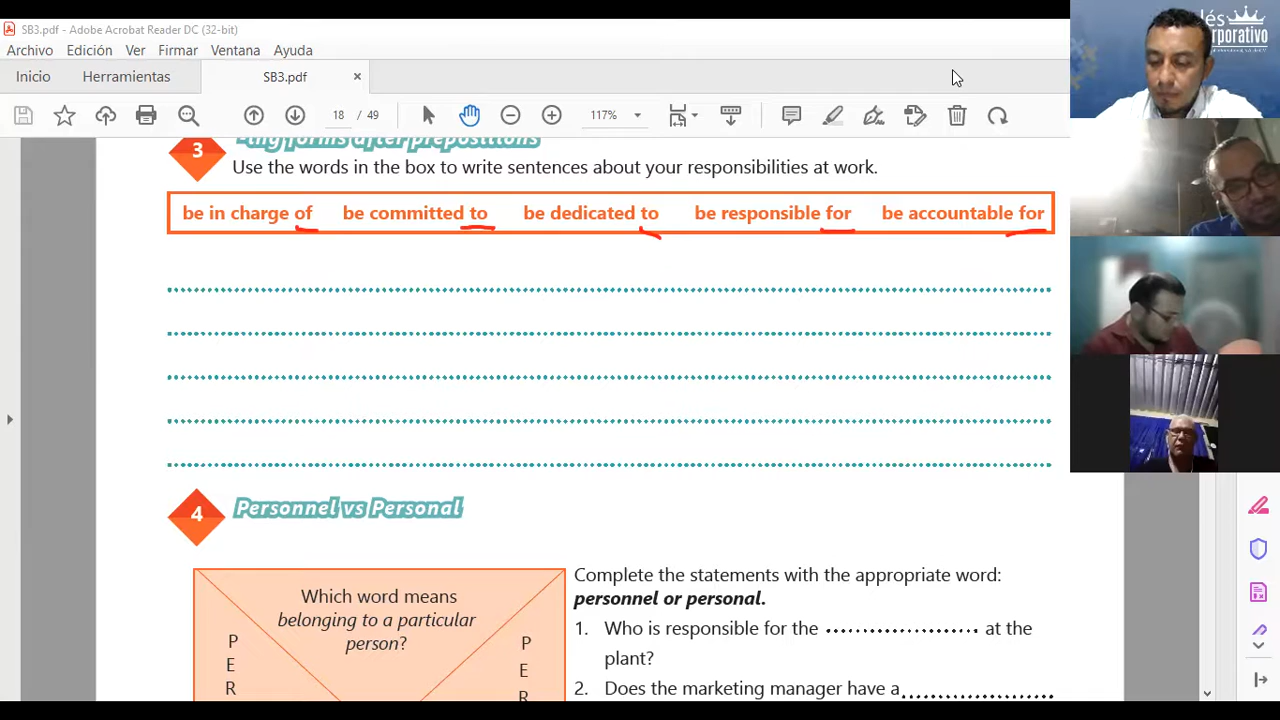 SB3.pdf - Adobe Acrobat Reader DC (32-bit)
Archivo Edición Ver Firmar Ventana Ayuda
Inicio Herramientas SB3.pdf ×
18 / 49 117%
3 -ing forms after prepositions
Use the words in the box to write sentences about your responsibilities at work.
be in charge of be committed to be dedicated to be responsible for be accountable for
4 Personnel vs Personal
Which word means
belonging to a particular
person?
P
E
R
P
E
R
Complete the statements with the appropriate word:
personnel or personal.
1. Who is responsible for the .............................. at the
plant?
2. Does the marketing manager have a..............................